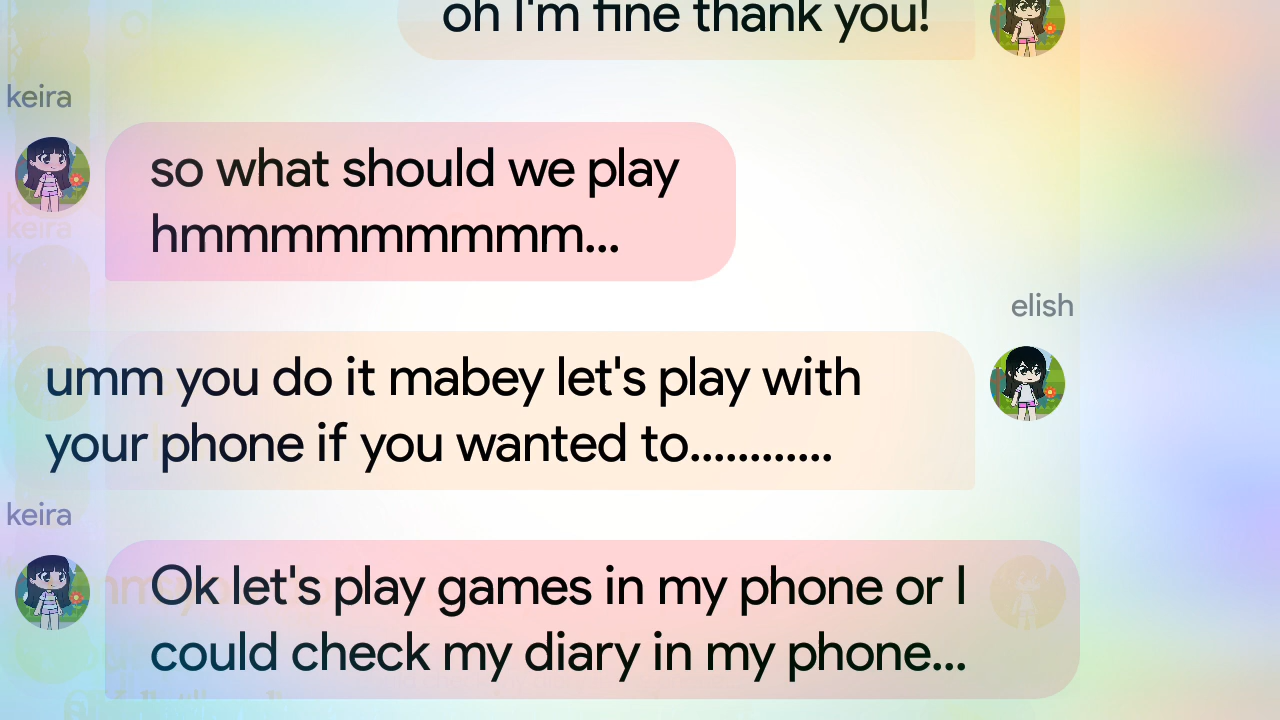 oh I'm fine thank you!
keira
so what should we play
hmmmmmmmmmm...
elish
umm you do it mabey let's play with
your phone if you wanted to............
keira
Ok let's play games in my phone or I
could check my diary in my phone...